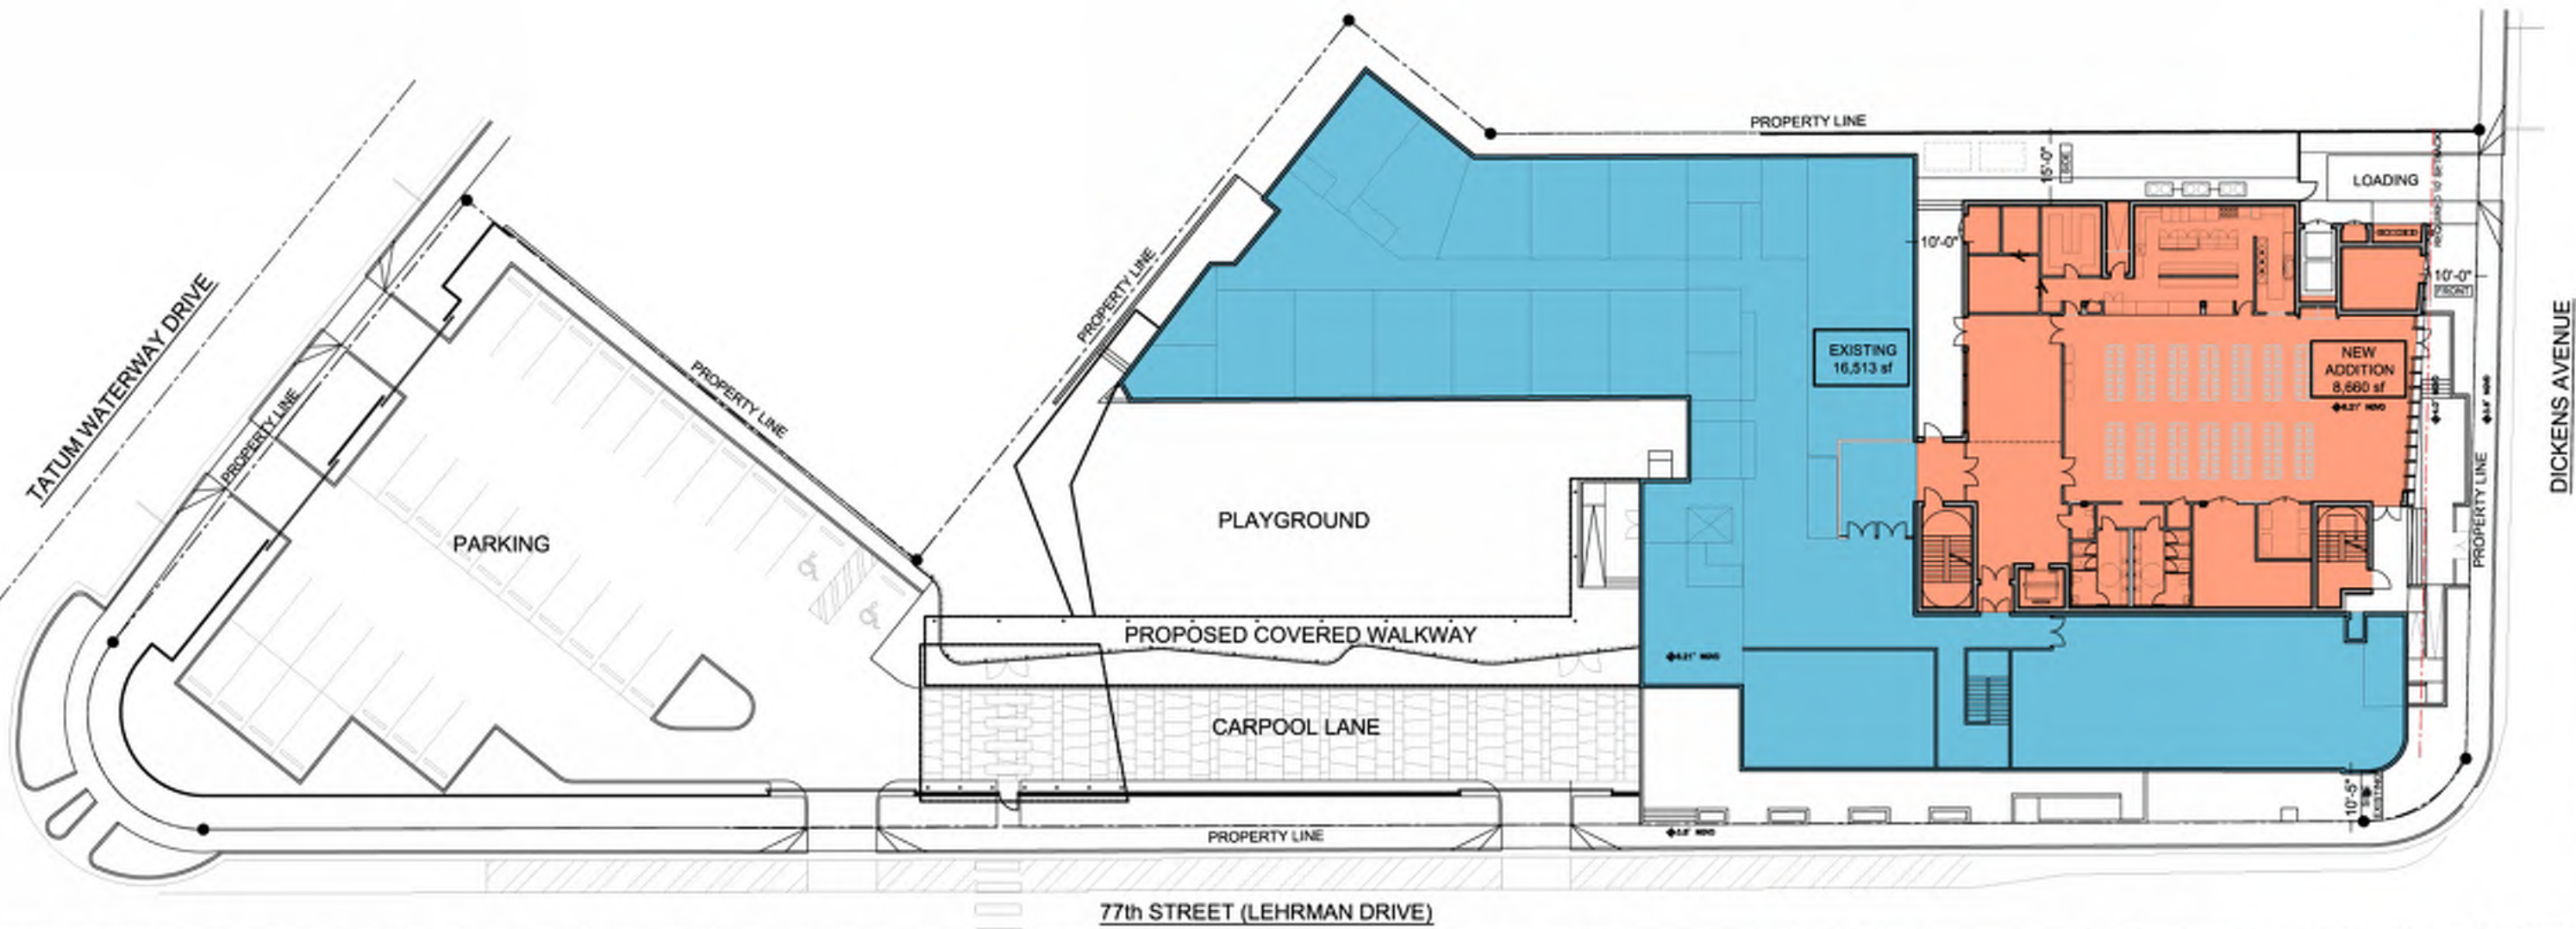 PROPERTY LINE
15'-0"
SIDE
LOADING
10'-0"
10'-0"
FRONT
TATUM WATERWAY DRIVE
PROPERTY LINE
PROPERTY LINE
PROPERTY LINE
EXISTING
16,513 sf
NEW
ADDITION
8,660 sf
DICKENS AVENUE
PROPERTY LINE
PARKING
PLAYGROUND
PROPOSED COVERED WALKWAY
CARPOOL LANE
10'-5"
EXISTING
PROPERTY LINE
77th STREET (LEHRMAN DRIVE)